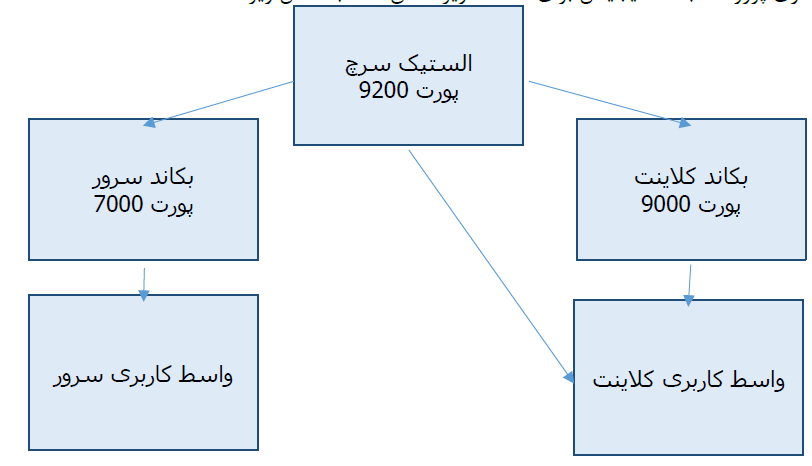 الستیک سرچ
پورت 9200
بکاند سرور
پورت 7000
بکاند کلاینت
پورت 9000
واسط کاربری سرور
واسط کاربری کلاینت